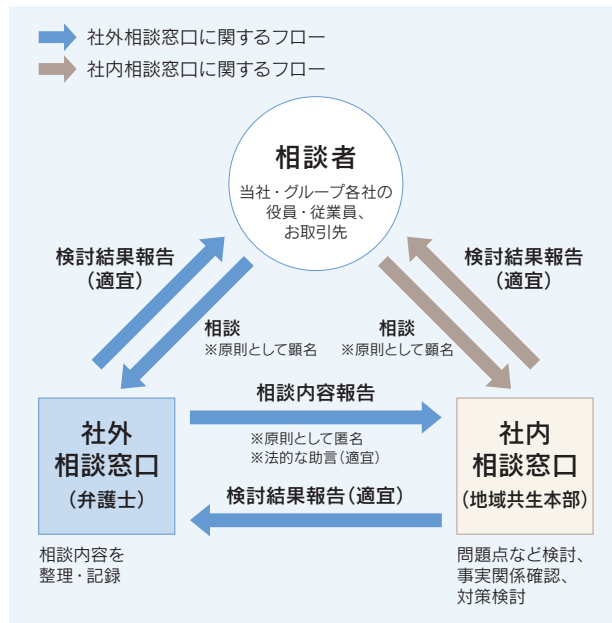 社外相談窓口に関するフロー
社内相談窓口に関するフロー
相談者
当社・グループ各社の
役員・従業員、
お取引先
検討結果報告
（適宜）
検討結果報告
（適宜）
相談
※原則として顕名
相談
※原則として顕名
社外
相談窓口
（弁護士）
相談内容報告
※原則として匿名
※法的な助言（適宜）
検討結果報告（適宜）
社内
相談窓口
（地域共生本部）
相談内容を
整理・記録
問題点など検討、
事実関係確認、
対策検討